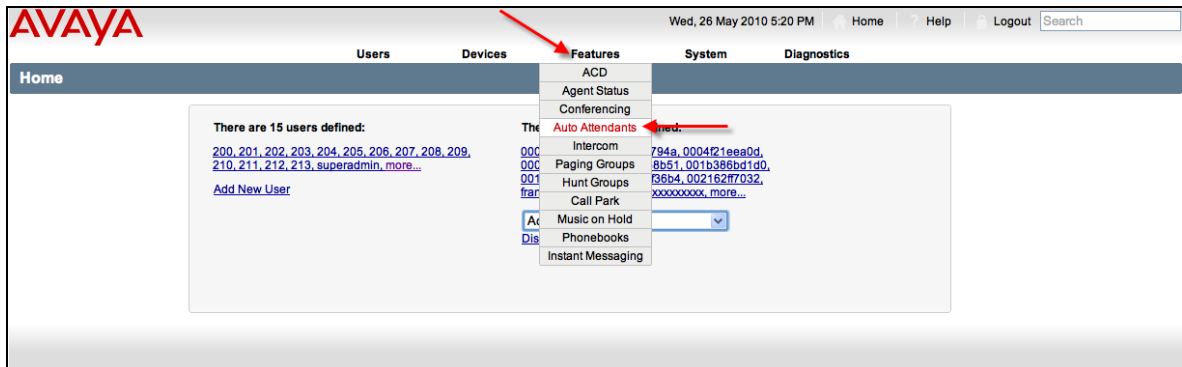 AVAYA
Wed, 26 May 2010 5:20 PM Home ? Help Logout Search
Users Devices Features System Diagnostics
Home
ACD
Agent Status
Conferencing
Auto Attendants
Intercom
Paging Groups
Hunt Groups
Call Park
Music on Hold
Phonebooks
Instant Messaging
There are 15 users defined:
200, 201, 202, 203, 204, 205, 206, 207, 208, 209,
210, 211, 212, 213, superadmin, more...
Add New User
794a, 0004f21eea0d,
8b51, 001b386bd1d0,
f36b4, 002162ff7032,
more...